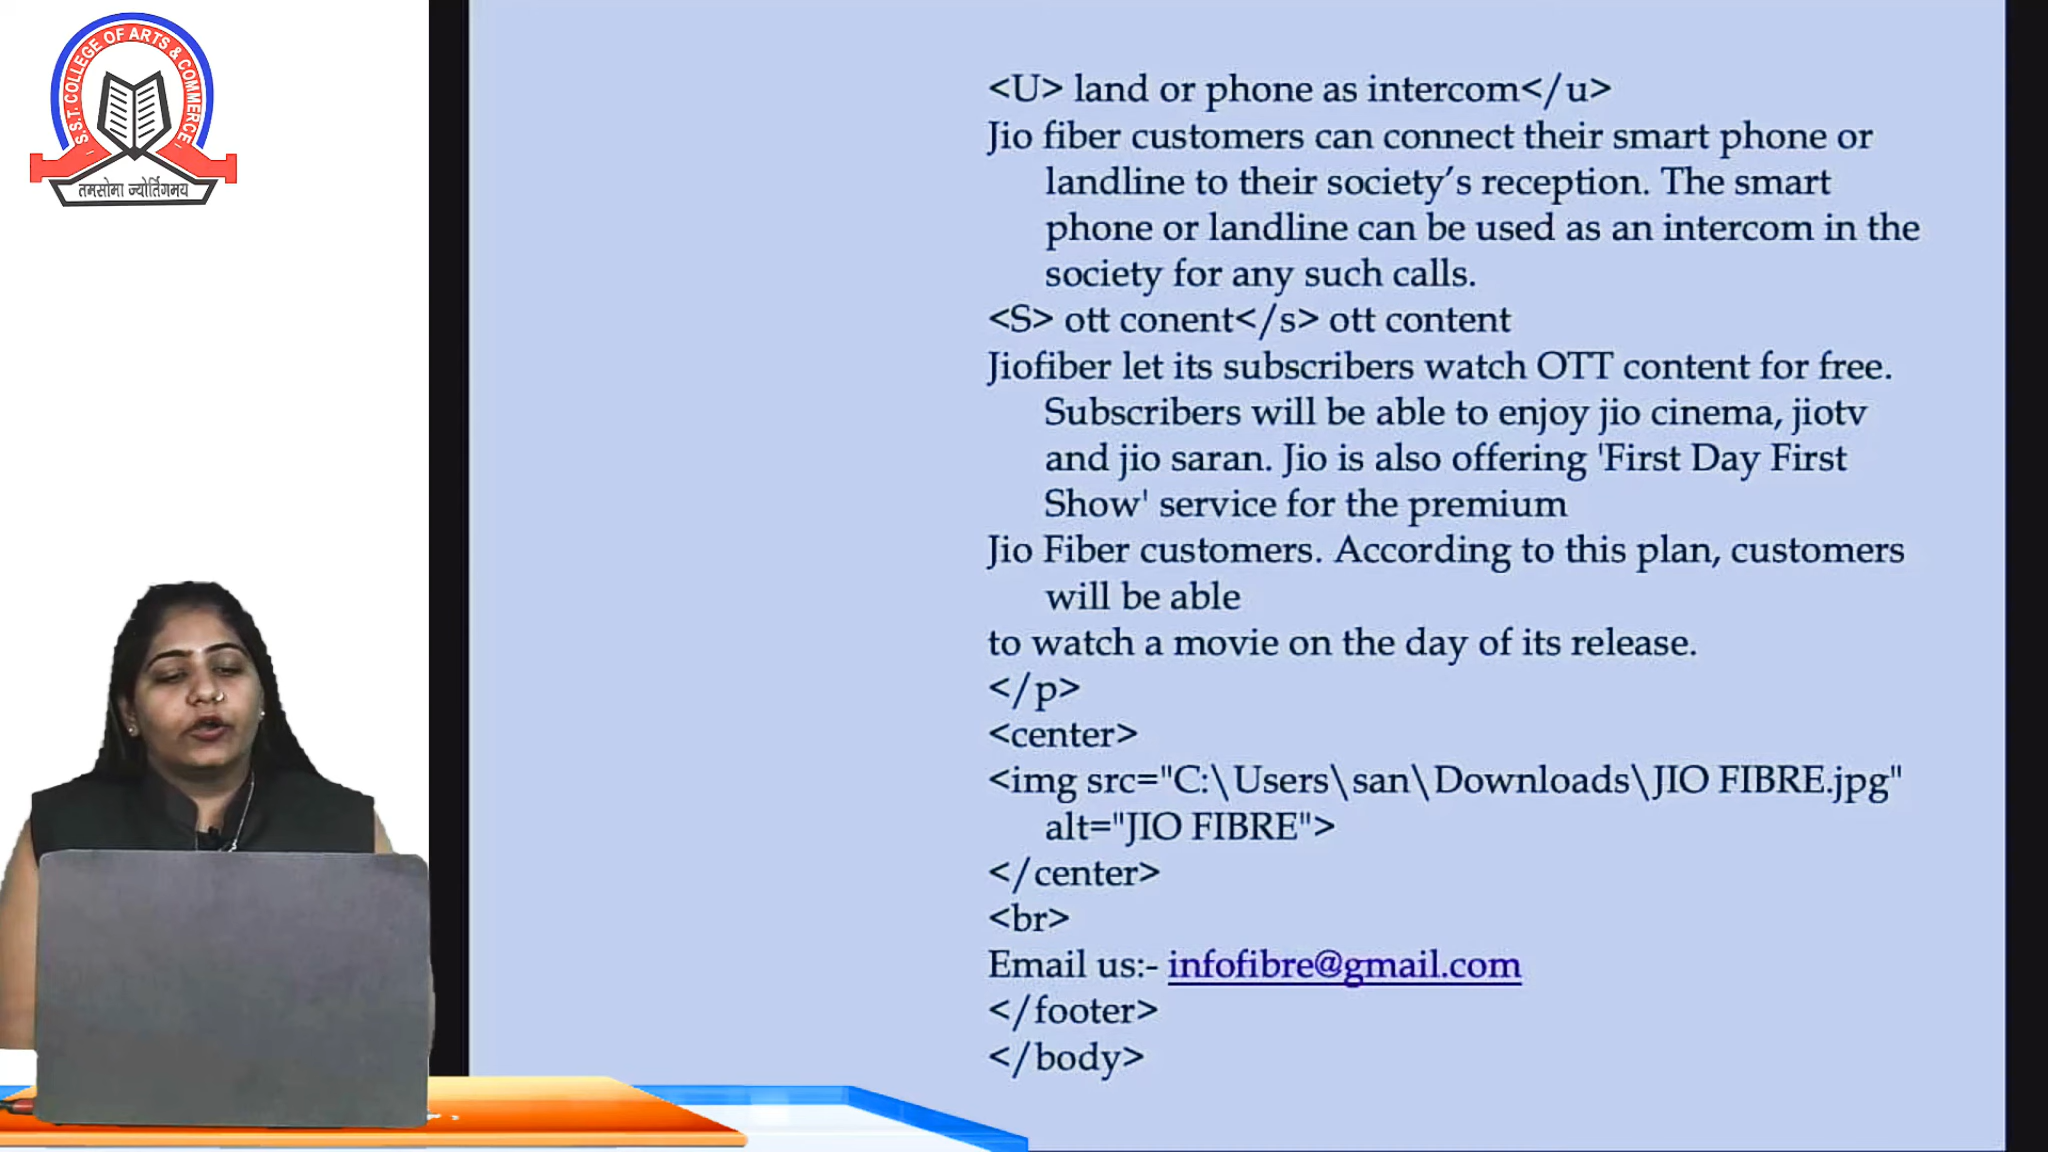 S.S.T. COLLEGE OF ARTS & COMMERCE
तमसोमा ज्योर्तिगमय
<U> land or phone as intercom</u>
Jio fiber customers can connect their smart phone or
landline to their society’s reception. The smart
phone or landline can be used as an intercom in the
society for any such calls.
<S> ott conent</s> ott content
Jiofiber let its subscribers watch OTT content for free.
Subscribers will be able to enjoy jio cinema, jiotv
and jio saran. Jio is also offering 'First Day First
Show' service for the premium
Jio Fiber customers. According to this plan, customers
will be able
to watch a movie on the day of its release.
</p>
<center>
<img src="C:\Users\san\Downloads\JIO FIBRE.jpg"
alt="JIO FIBRE">
</center>
<br>
Email us:- infofibre@gmail.com
</footer>
</body>